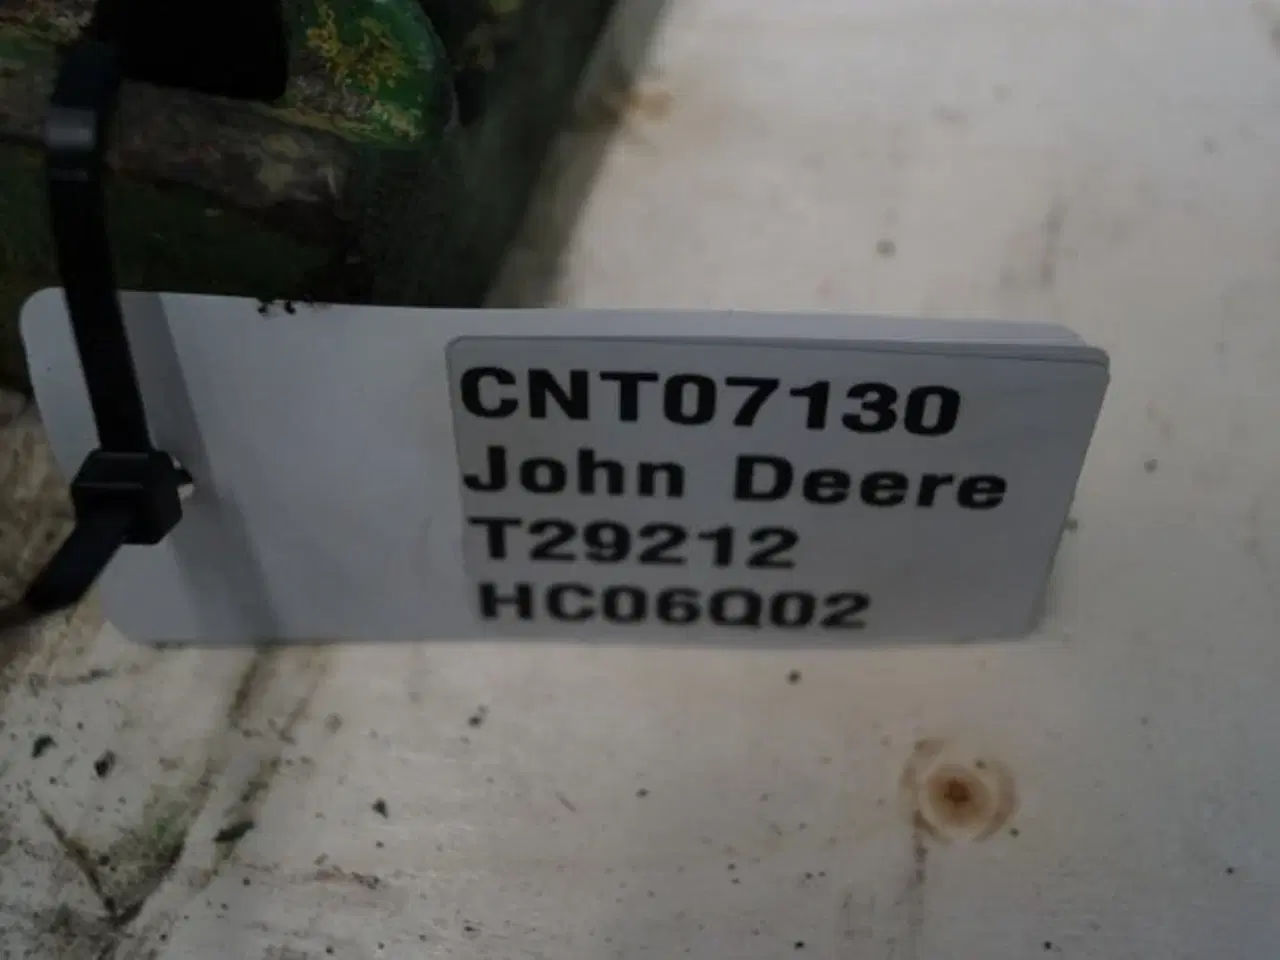 CNT07130
John Deere
T29212
HC06Q02